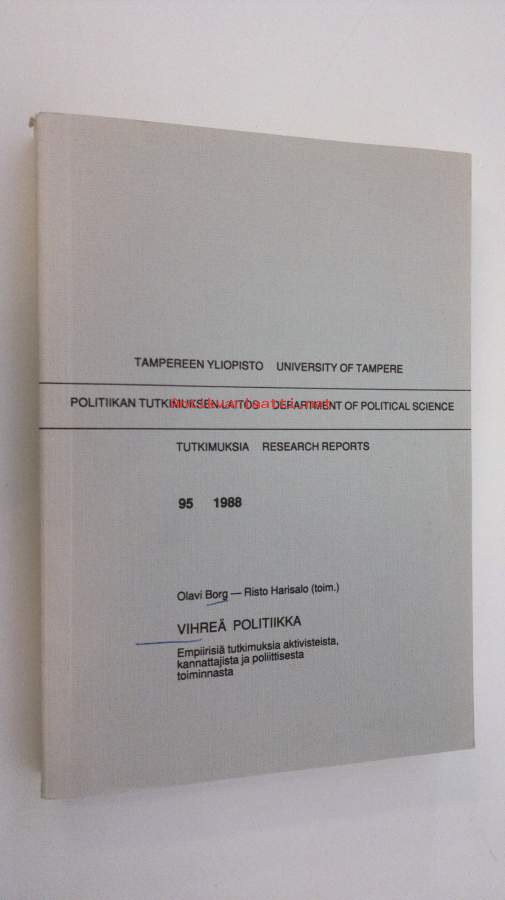 TAMPEREEN YLIOPISTO UNIVERSITY OF TAMPERE
POLITIIKAN TUTKIMUKSEN LAITOS DEPARTMENT OF POLITICAL SCIENCE
TUTKIMUKSIA RESEARCH REPORTS
95 1988
Olavi Borg — Risto Harisalo (toim.)
VIHREÄ POLITIIKKA
Empiirisiä tutkimuksia aktivisteista,
kannattajista ja poliittisesta
toiminnasta